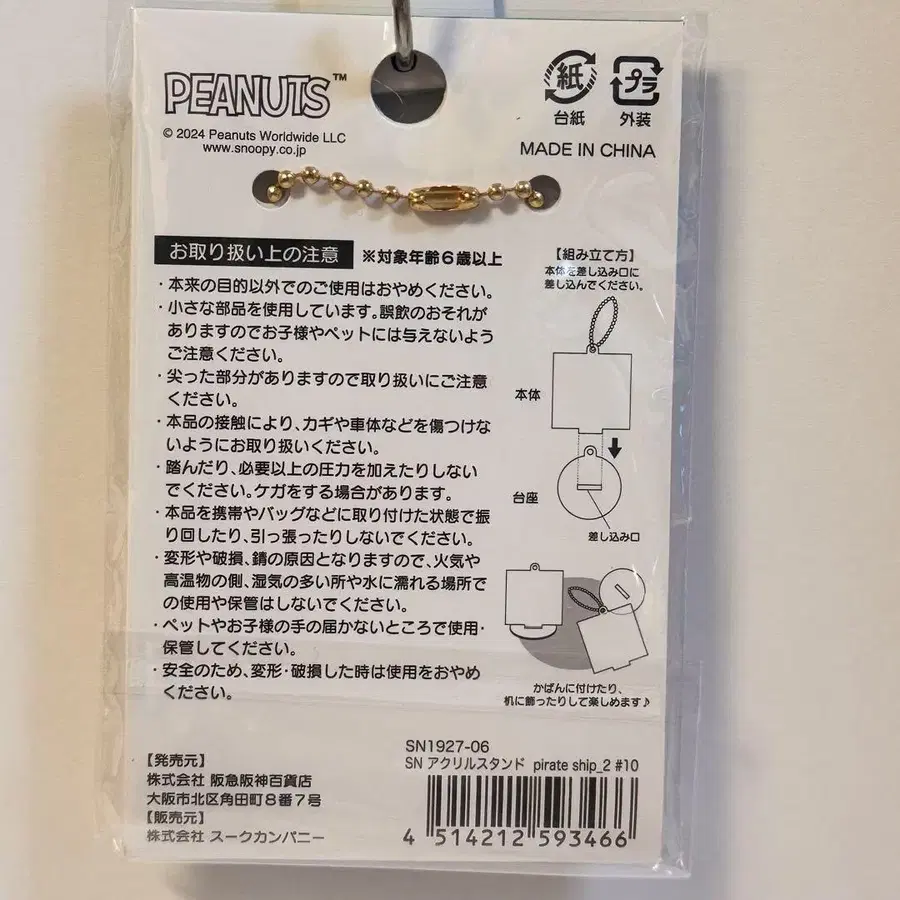 PEANUTS™
© 2024 Peanuts Worldwide LLC
www.snoopy.co.jp
紙
台紙
プラ
外装
MADE IN CHINA
お取り扱い上の注意 ※対象年齢6歳以上
・本来の目的以外でのご使用はおやめください。
・小さな部品を使用しています。誤飲のおそれが
ありますのでお子様やペットには与えないよう
ご注意ください。
・尖った部分がありますので取り扱いにご注意
ください。
・本品の接触により、カギや車体などを傷つけな
いようにお取り扱いください。
・踏んだり、必要以上の圧力を加えたりしない
でください。ケガをする場合があります。
・本品を携帯やバッグなどに取り付けた状態で振
り回したり、引っ張ったりしないでください。
・変形や破損、錆の原因となりますので、火気や
高温物の側、湿気の多い所や水に濡れる場所で
の使用や保管はしないでください。
・ペットやお子様の手の届かないところで使用・
保管してください。
・安全のため、変形・破損した時は使用をおやめ
ください。
【組み立て方】
本体を差し込み口に
差し込んでください。
本体
台座
差し込み口
かばんに付けたり、
机に飾ったりして楽しめます♪
【発売元】
株式会社 阪急阪神百貨店
大阪市北区角田町8番7号
【販売元】
株式会社 スークカンパニー
SN1927-06
SN アクリルスタンド pirate ship_2 #10
4 514212 593466